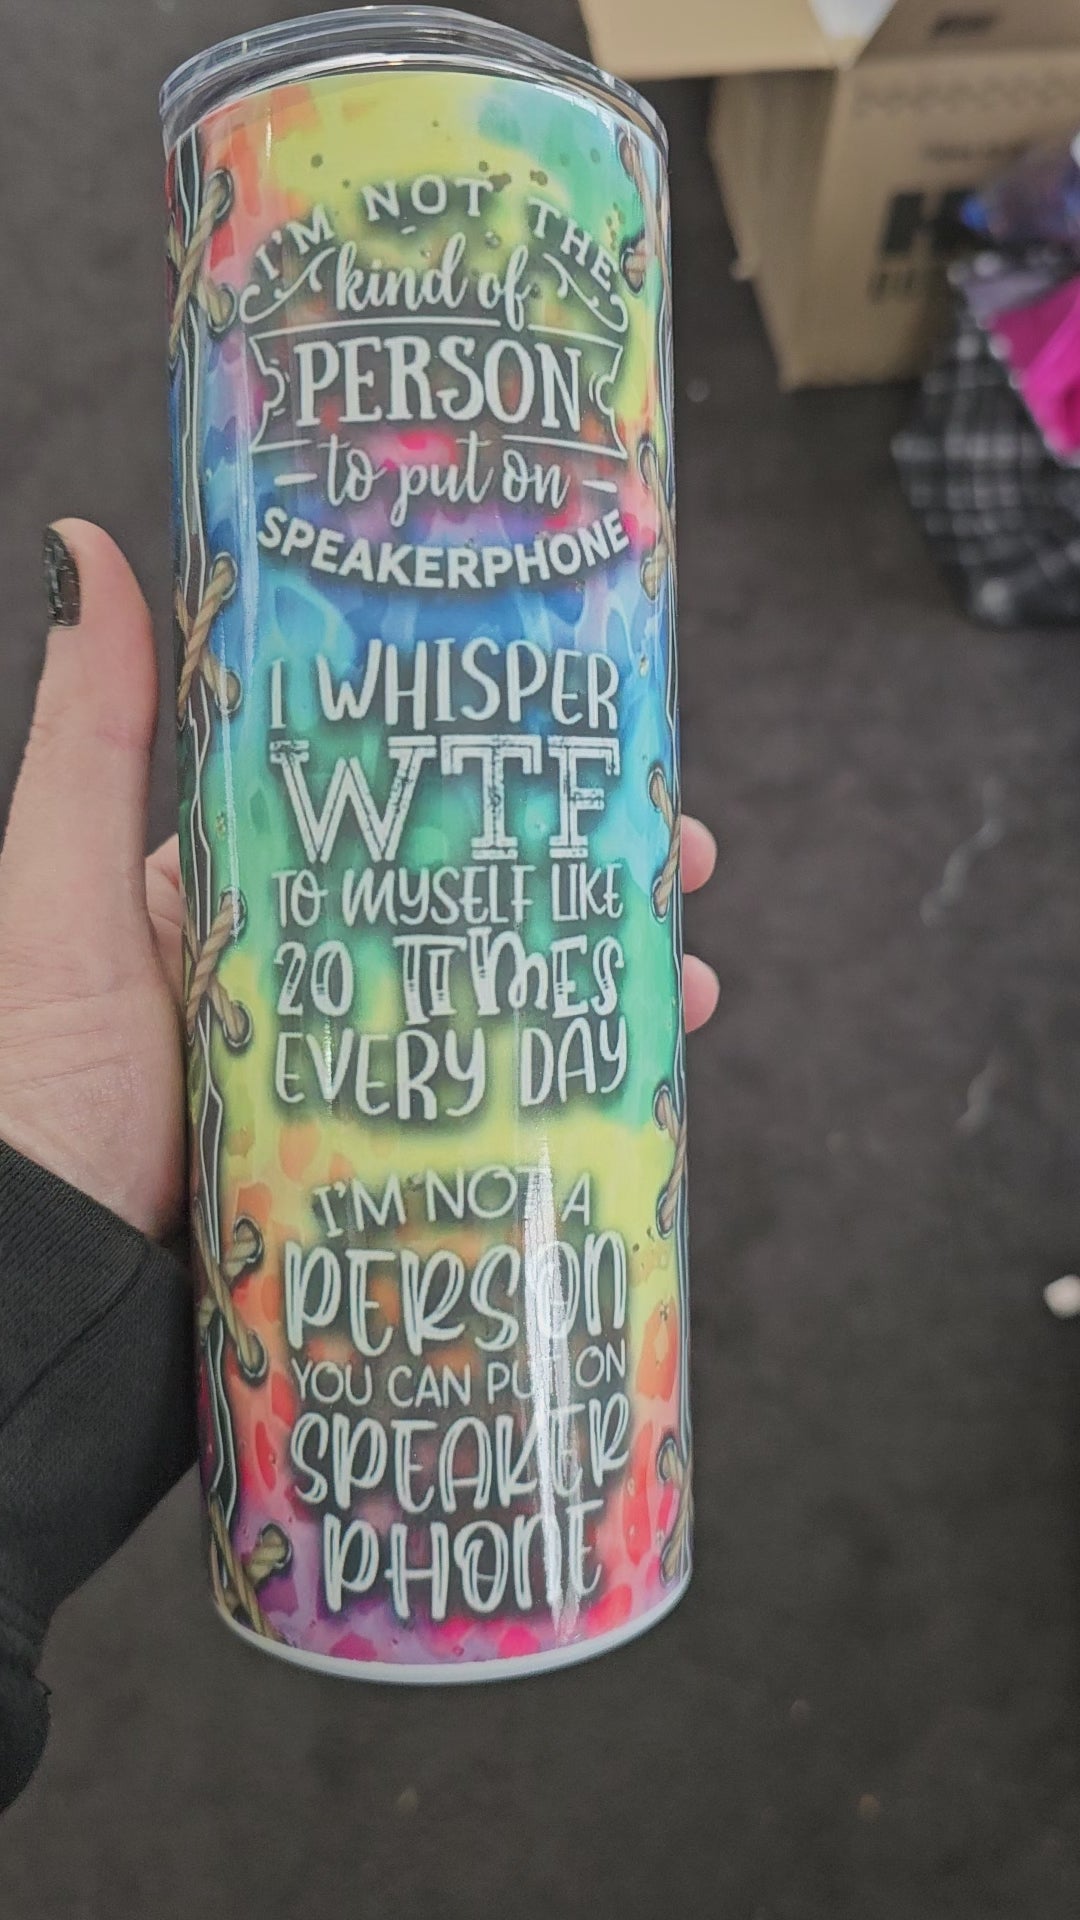 I'M NOT THE
kind of
PERSON
to put on
SPEAKERPHONE
I WHISPER
WTF
TO MYSELF LIKE
20 TIMES
EVERY DAY
I'M NOT A
PERSON
YOU CAN PUT ON
SPEAKER
PHONE